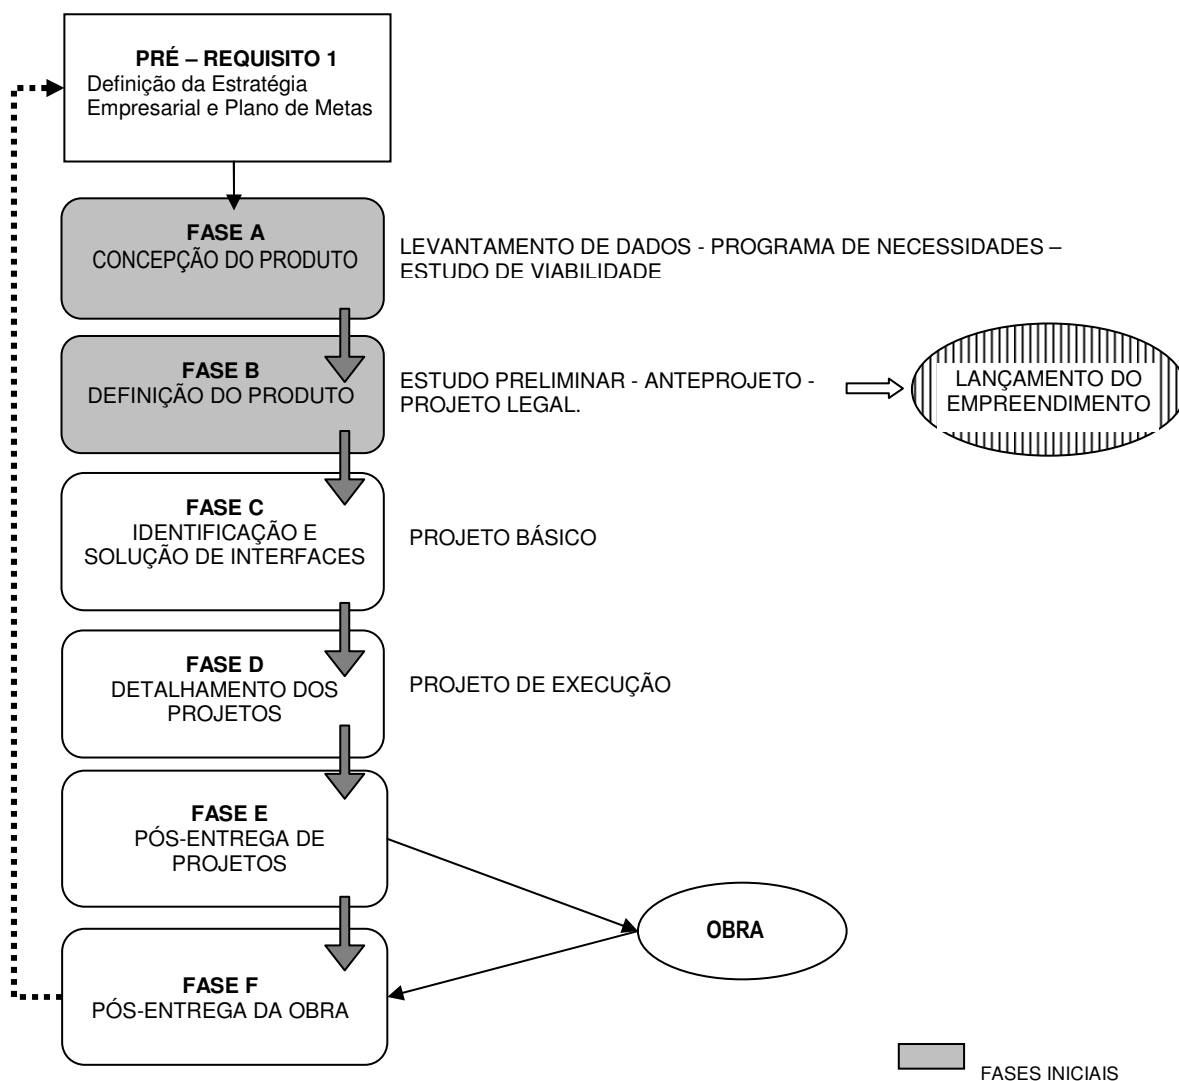 PRÉ – REQUISITO 1
Definição da Estratégia
Empresarial e Plano de Metas
FASE A
CONCEPÇÃO DO PRODUTO
LEVANTAMENTO DE DADOS - PROGRAMA DE NECESSIDADES –
ESTUDO DE VIABILIDADE
FASE B
DEFINIÇÃO DO PRODUTO
ESTUDO PRELIMINAR - ANTEPROJETO -
PROJETO LEGAL.
LANÇAMENTO DO
EMPREENDIMENTO
FASE C
IDENTIFICAÇÃO E
SOLUÇÃO DE INTERFACES
PROJETO BÁSICO
FASE D
DETALHAMENTO DOS
PROJETOS
PROJETO DE EXECUÇÃO
FASE E
PÓS-ENTREGA DE
PROJETOS
OBRA
FASE F
PÓS-ENTREGA DA OBRA
FASES INICIAIS